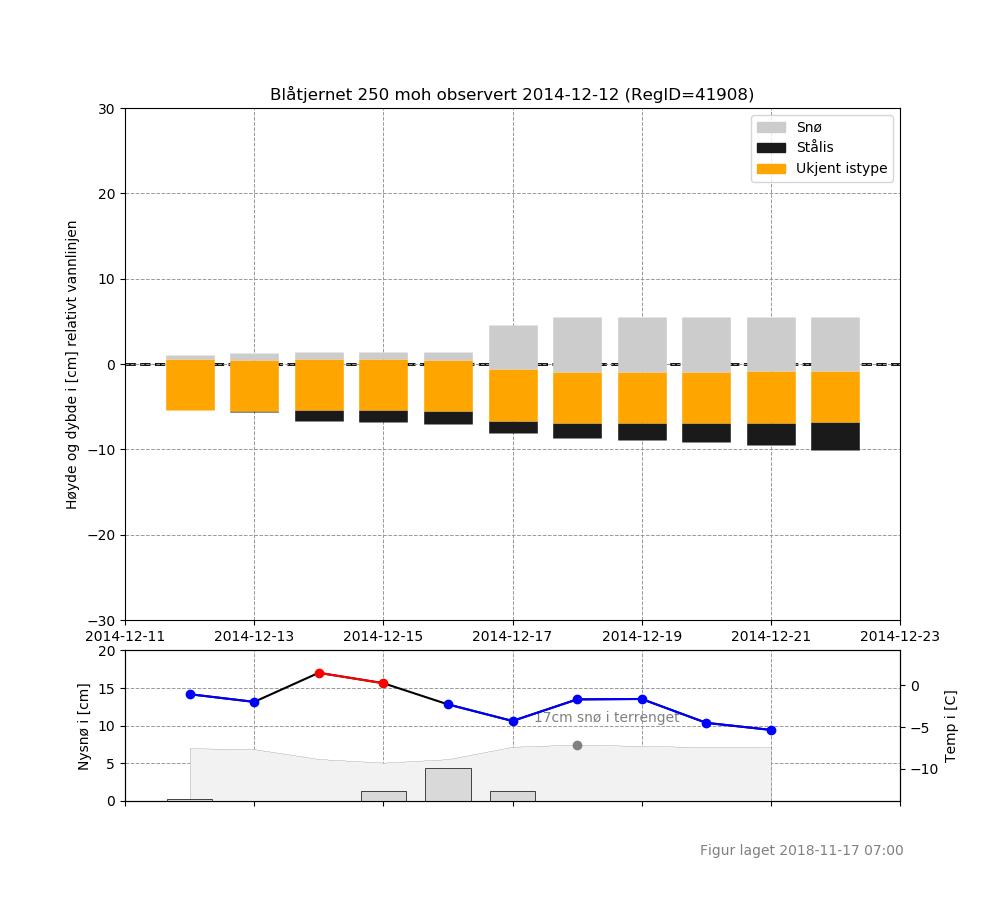 Blåtjernet 250 moh observert 2014-12-12 (RegID=41908)
Høyde og dybde i [cm] relativt vannlinjen
30
20
10
0
−10
−20
−30
Snø
Stålis
Ukjent istype
2014-12-11 2014-12-13 2014-12-15 2014-12-17 2014-12-19 2014-12-21 2014-12-23
Nysnø i [cm]
20
15
10
5
0
17cm snø i terrenget
0
−5
−10
Temp i [C]
Figur laget 2018-11-17 07:00